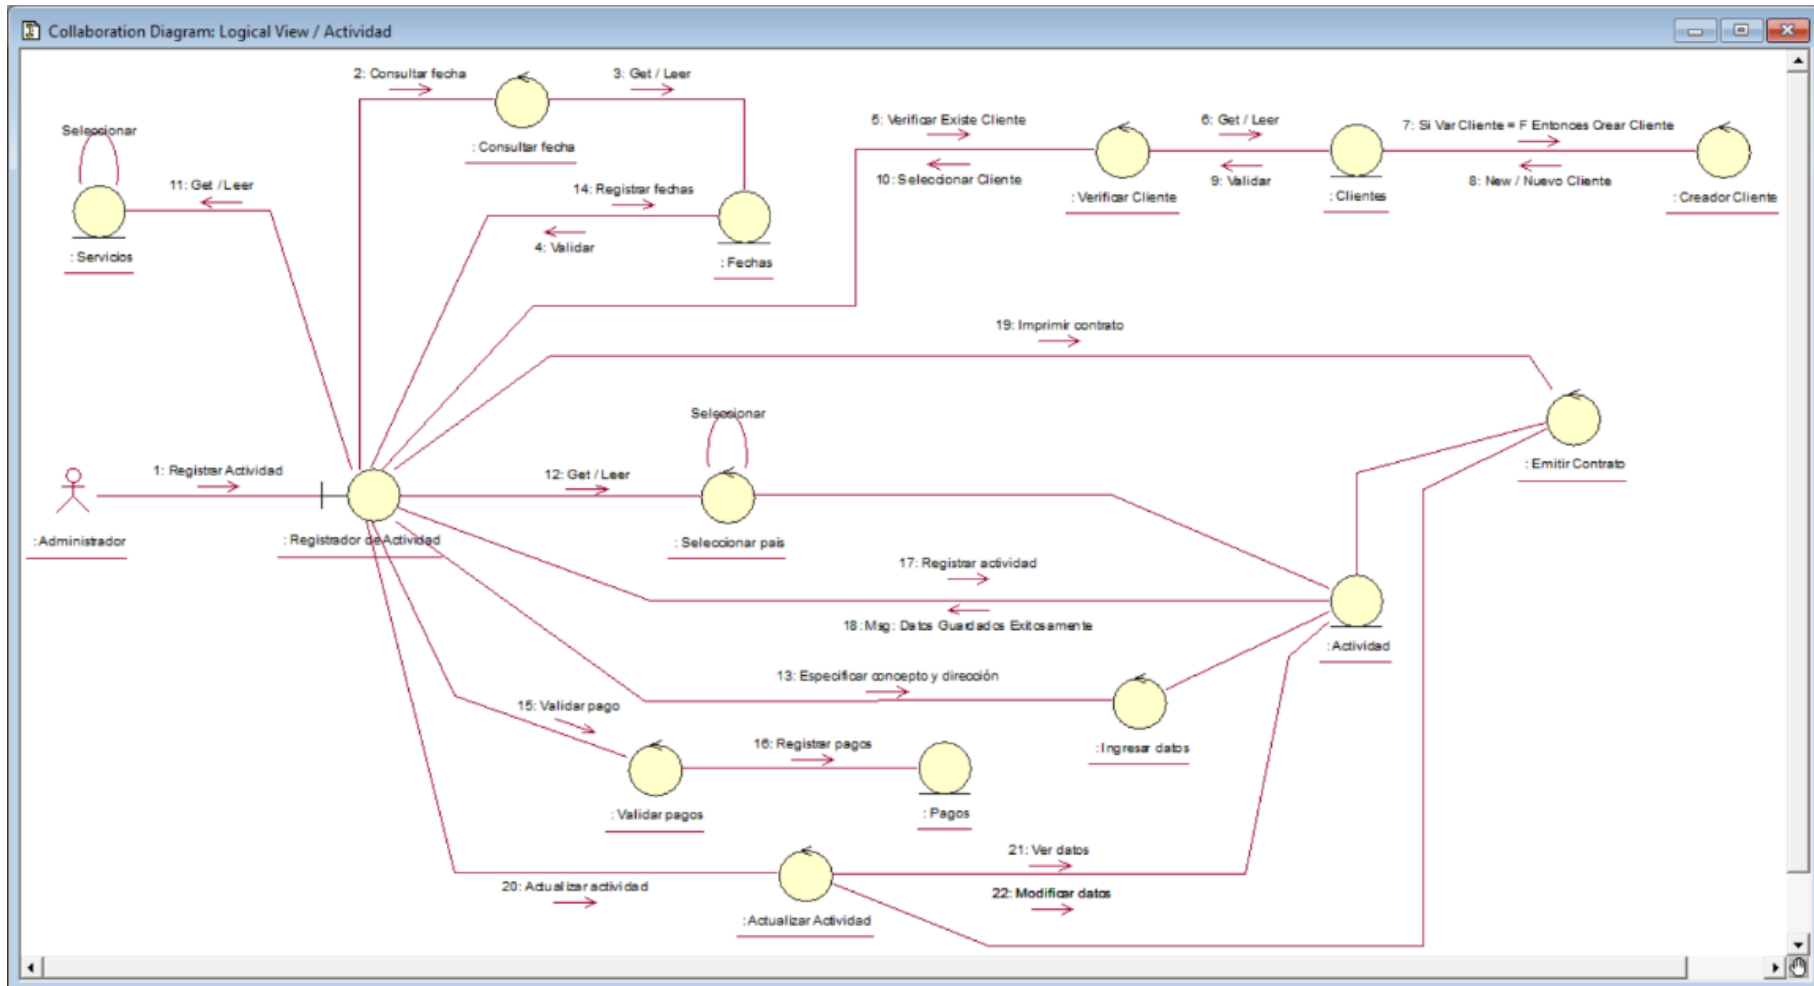 Collaboration Diagram: Logical View / Actividad
2: Consultar fecha
3: Get / Leer
Seleccionar
: Consultar fecha
5: Verificar Existe Cliente
6: Get / Leer
7: Si Var Cliente = F Entonces Crear Cliente
10: Seleccionar Cliente
9: Validar
8: New / Nuevo Cliente
: Verificar Cliente
: Clientes
: Creador Cliente
11: Get / Leer
14: Registrar fechas
4: Validar
: Servicios
: Fechas
19: Imprimir contrato
Seleccionar
1: Registrar Actividad
12: Get / Leer
: Emitir Contrato
: Administrador
: Registrador de Actividad
: Seleccionar pais
17: Registrar actividad
18: Msg: Datos Guardados Exitosamente
: Actividad
13: Especificar concepto y dirección
15: Validar pago
16: Registrar pagos
: Ingresar datos
: Validar pagos
: Pagos
21: Ver datos
20: Actualizar actividad
22: Modificar datos
: Actualizar Actividad